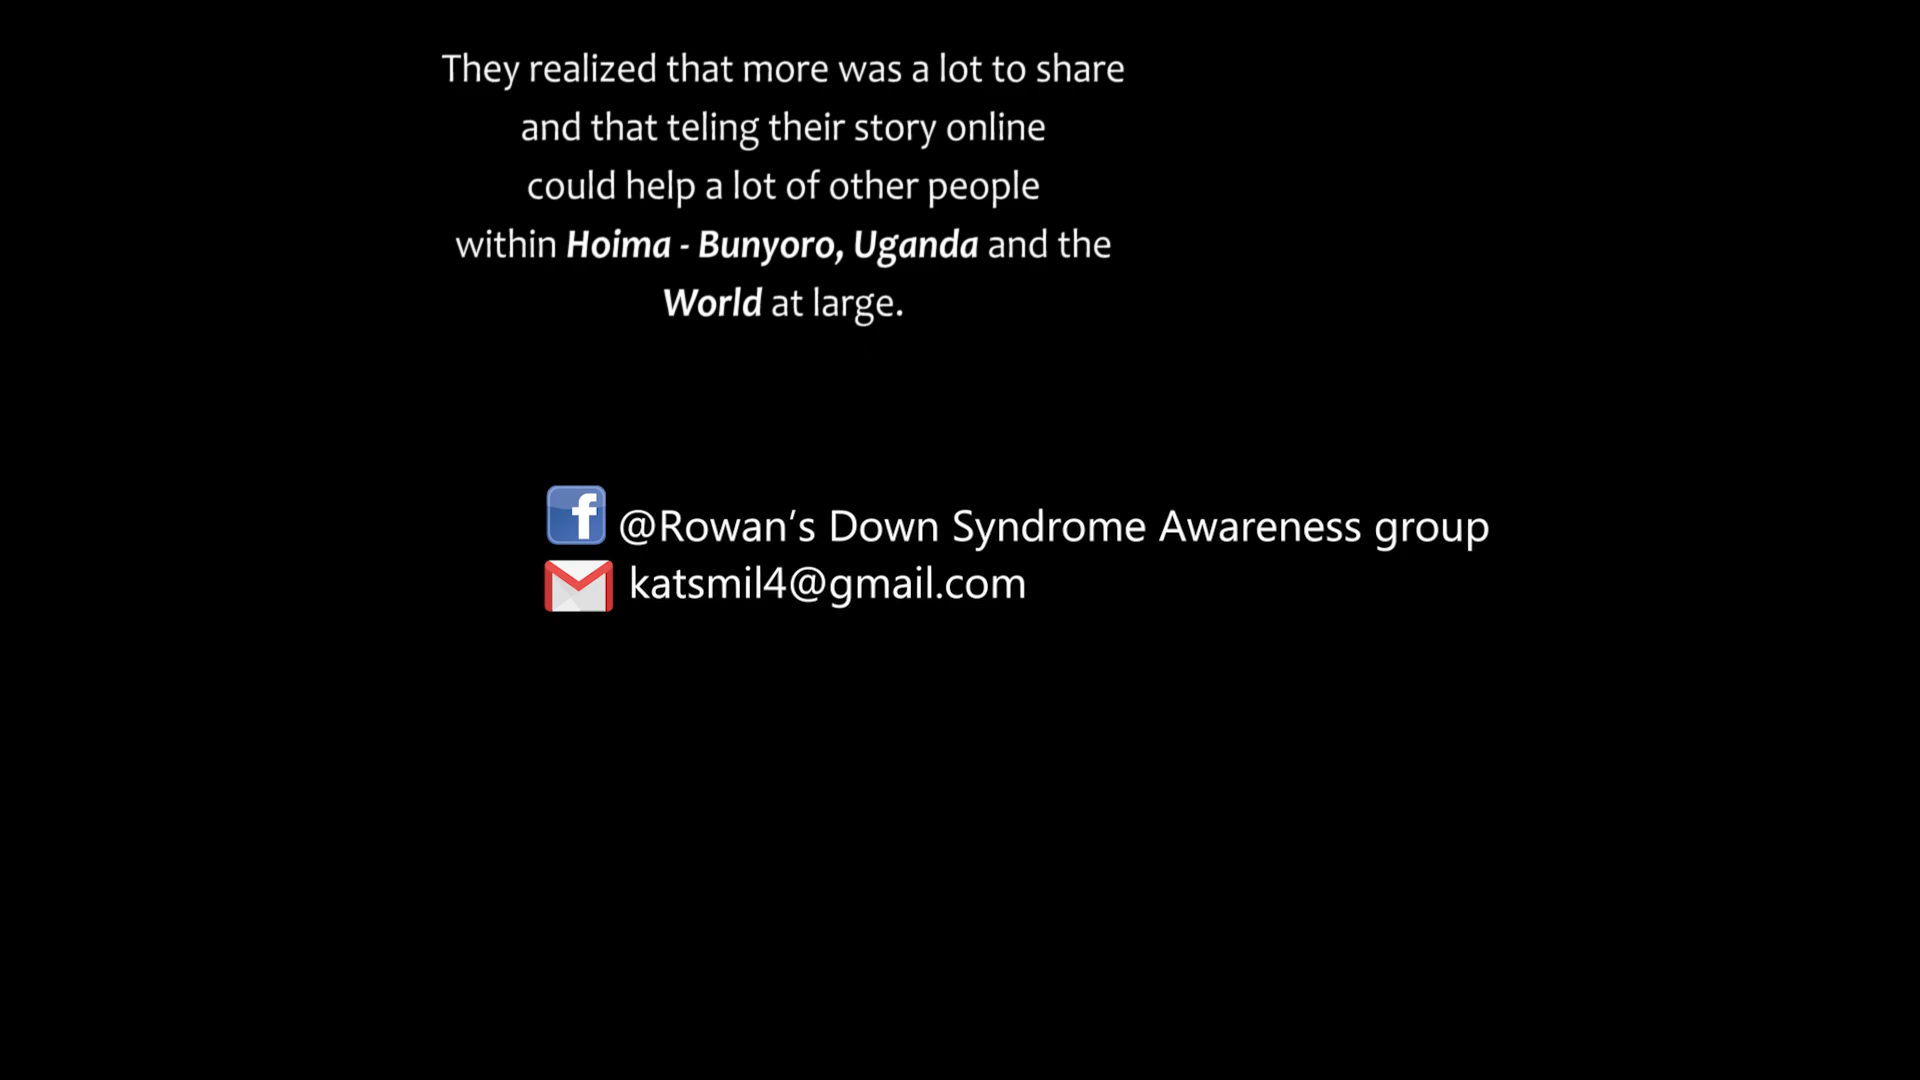 They realized that more was a lot to share
and that teling their story online
could help a lot of other people
within Hoima - Bunyoro, Uganda and the
World at large.
f @Rowan’s Down Syndrome Awareness group
katsmil4@gmail.com